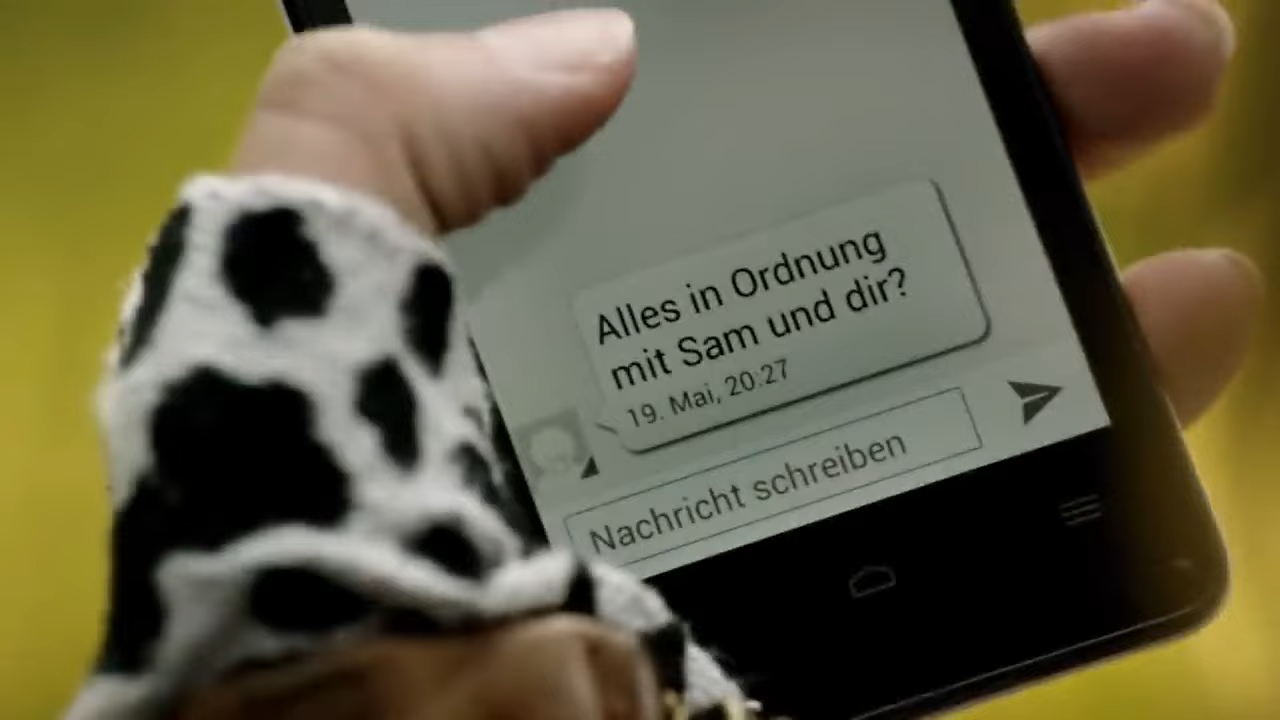 Alles in Ordnung
mit Sam und dir?
19. Mai, 20:27
Nachricht schreiben